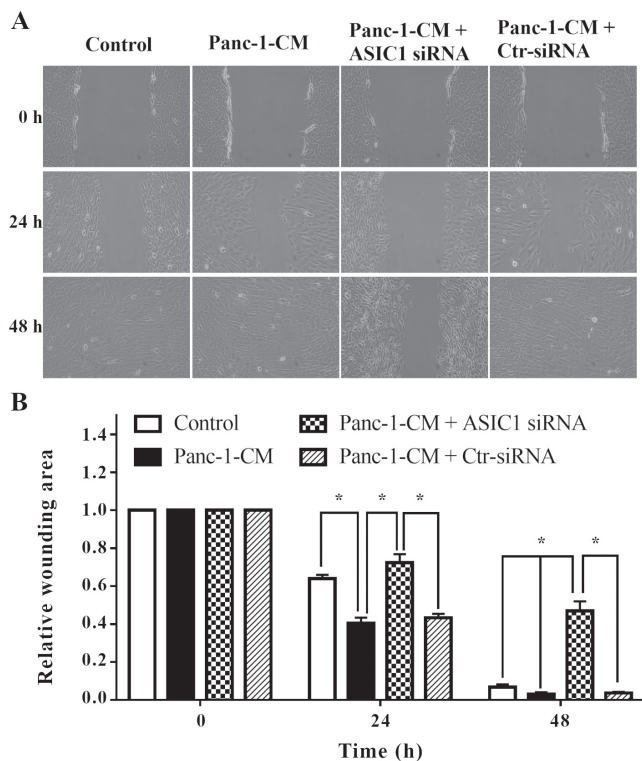 A
Control
Panc-1-CM
Panc-1-CM +
ASIC1 siRNA
Panc-1-CM +
Ctr-siRNA
0 h
24 h
48 h
B
Control
Panc-1-CM + ASIC1 siRNA
Panc-1-CM
Panc-1-CM + Ctr-siRNA
Relative wounding area
1.4
1.0
0.8
0.6
0.4
0.2
0.0
* * *
* *
0 24 48
Time (h)